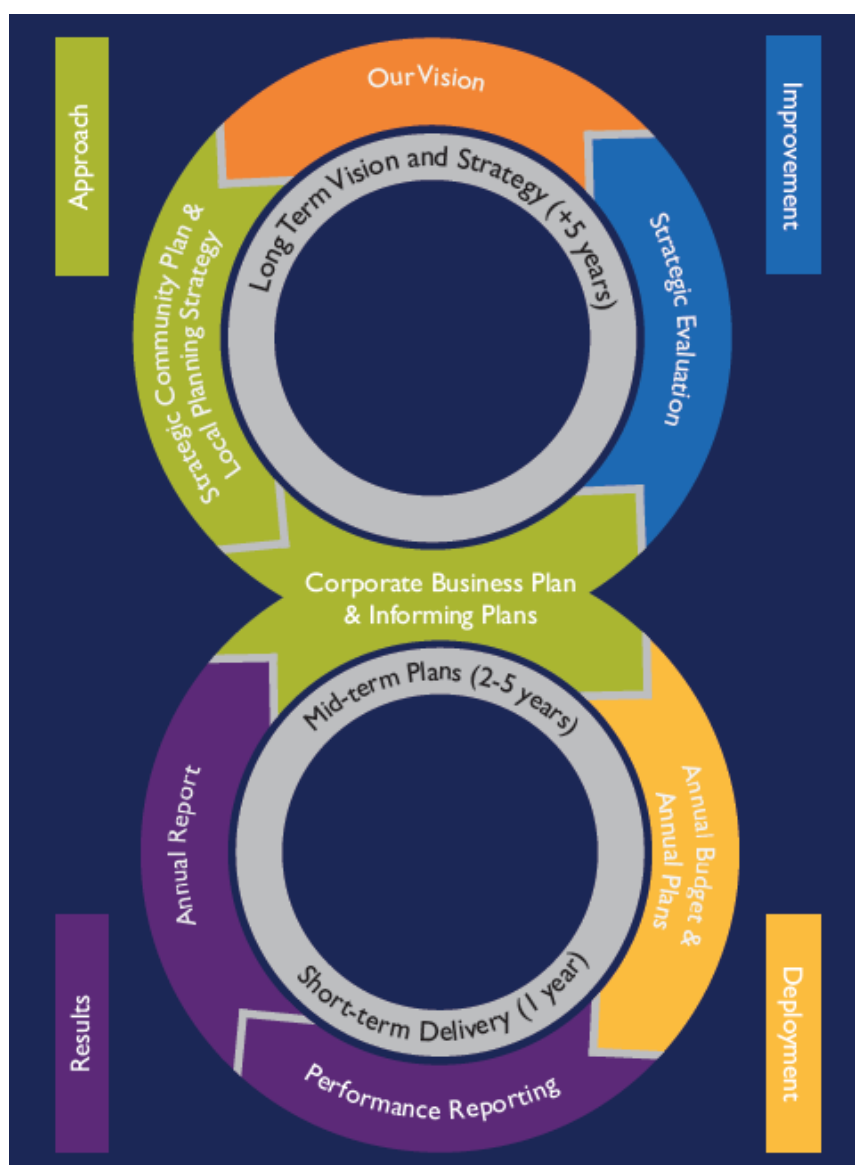 Approach
Our Vision
Improvement
Long Term Vision and Strategy (+5 years)
Strategic Community Plan &
Local Planning Strategy
Strategic Evaluation
Corporate Business Plan
& Informing Plans
Mid-term Plans (2-5 years)
Annual Report
Annual Budget &
Annual Plans
Short-term Delivery (1 year)
Performance Reporting
Results
Deployment